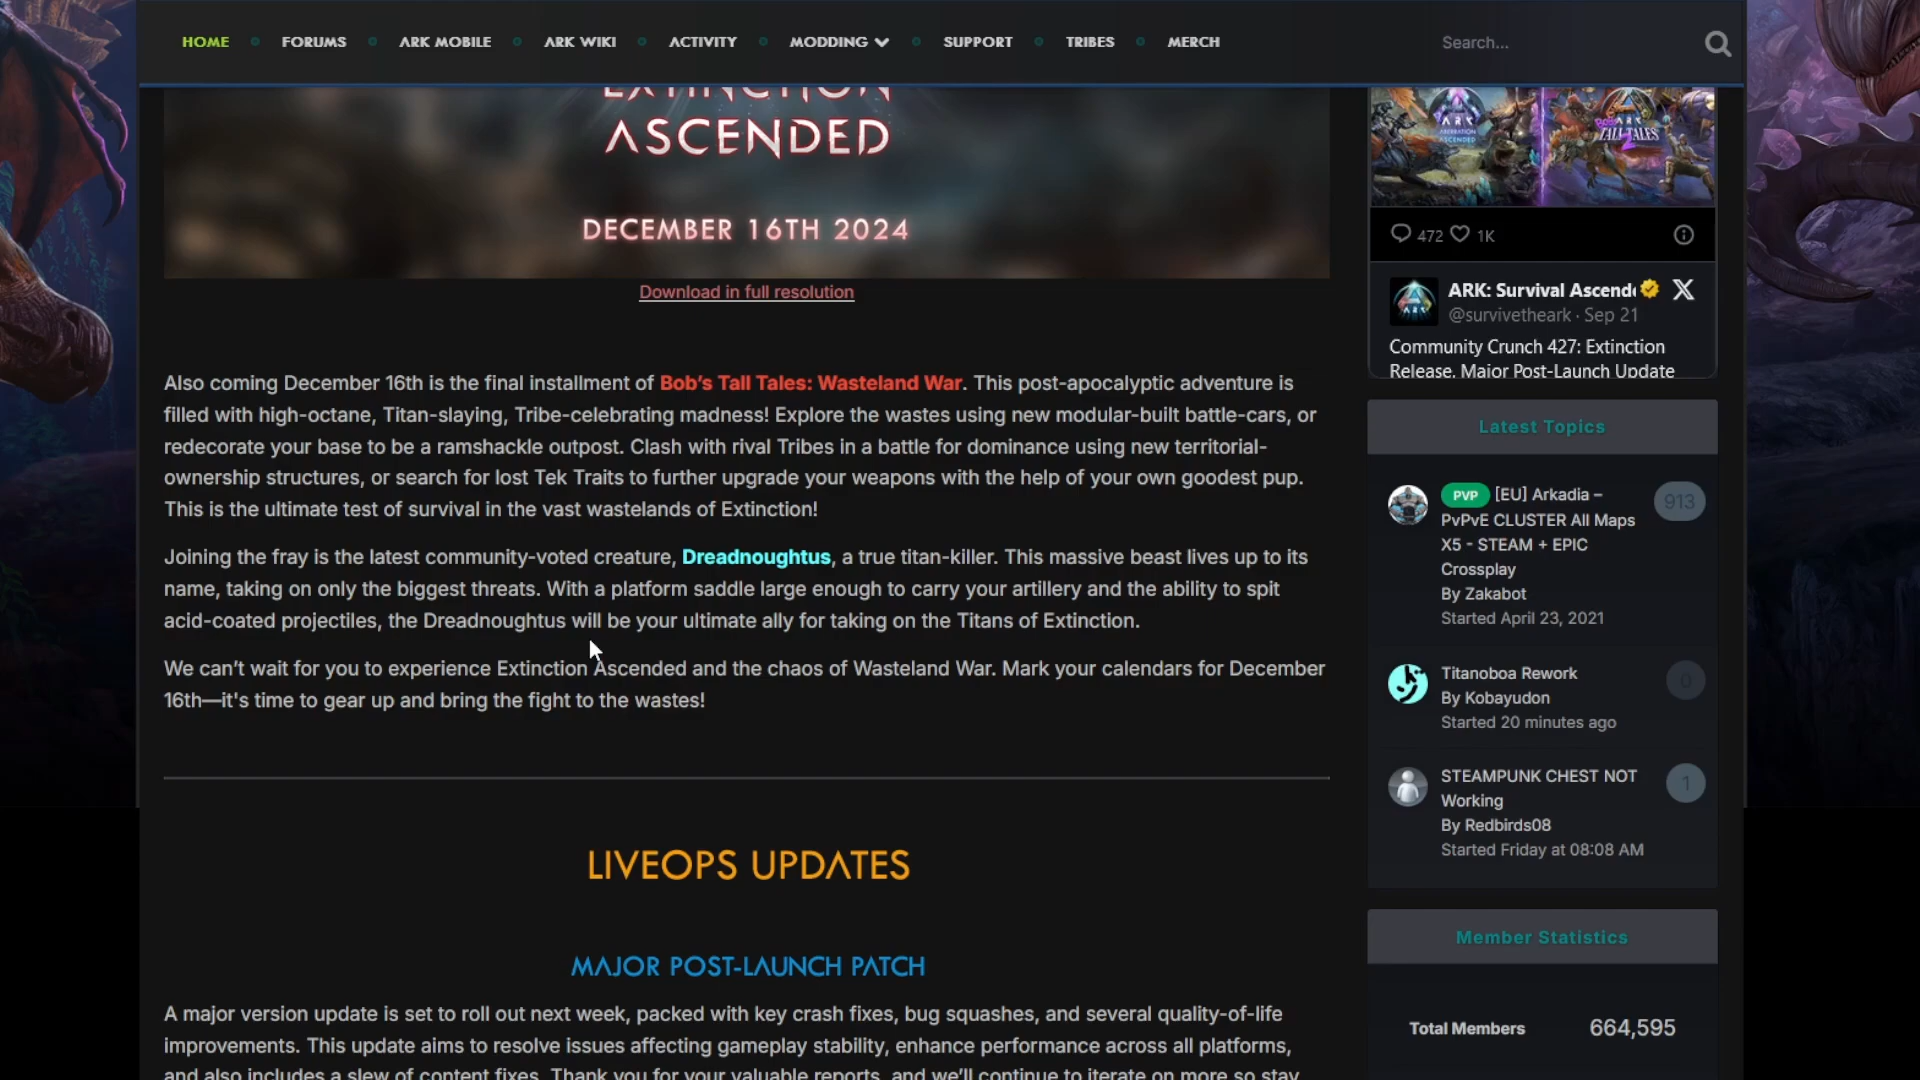 HOME
FORUMS
ARK MOBILE
ARK WIKI
ACTIVITY
MODDING
SUPPORT
TRIBES
MERCH
Search...
EXTINCTION
ASCENDED
DECEMBER 16TH 2024
Download in full resolution
Also coming December 16th is the final installment of Bob's Tall Tales: Wasteland War. This post-apocalyptic adventure is
filled with high-octane, Titan-slaying, Tribe-celebrating madness! Explore the wastes using new modular-built battle-cars, or
redecorate your base to be a ramshackle outpost. Clash with rival Tribes in a battle for dominance using new territorial-
ownership structures, or search for lost Tek Traits to further upgrade your weapons with the help of your own goodest pup.
This is the ultimate test of survival in the vast wastelands of Extinction!
Joining the fray is the latest community-voted creature, Dreadnoughtus, a true titan-killer. This massive beast lives up to its
name, taking on only the biggest threats. With a platform saddle large enough to carry your artillery and the ability to spit
acid-coated projectiles, the Dreadnoughtus will be your ultimate ally for taking on the Titans of Extinction.
We can't wait for you to experience Extinction Ascended and the chaos of Wasteland War. Mark your calendars for December
16th—it's time to gear up and bring the fight to the wastes!
LIVEOPS UPDATES
MAJOR POST-LAUNCH PATCH
A major version update is set to roll out next week, packed with key crash fixes, bug squashes, and several quality-of-life
improvements. This update aims to resolve issues affecting gameplay stability, enhance performance across all platforms,
and also includes a slew of content fixes. Thank you for your valuable reports, and we'll continue to iterate on more so stay
ARK
ABERRATION
ASCENDED
ARK
BOB'S
TALL TALES
2
472
1K
ARK: Survival Ascende
@survivetheark · Sep 21
Community Crunch 427: Extinction
Release, Major Post-Launch Update
Latest Topics
PVP [EU] Arkadia –
PvPvE CLUSTER All Maps
X5 - STEAM + EPIC
Crossplay
By Zakabot
Started April 23, 2021
913
Titanoboa Rework
By Kobayudon
Started 20 minutes ago
0
STEAMPUNK CHEST NOT
Working
By Redbirds08
Started Friday at 08:08 AM
1
Member Statistics
Total Members
664,595